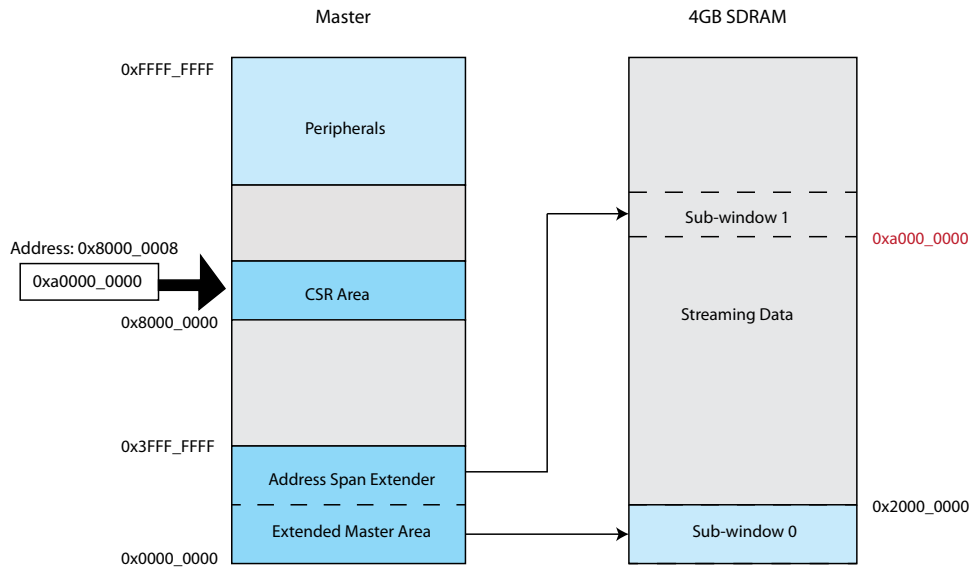 Master
4GB SDRAM
0xFFFF_FFFF
Peripherals
Sub-window 1
0xa000_0000
Address: 0x8000_0008
0xa0000_0000
CSR Area
0x8000_0000
Streaming Data
0x3FFF_FFFF
Address Span Extender
0x2000_0000
Extended Master Area
Sub-window 0
0x0000_0000